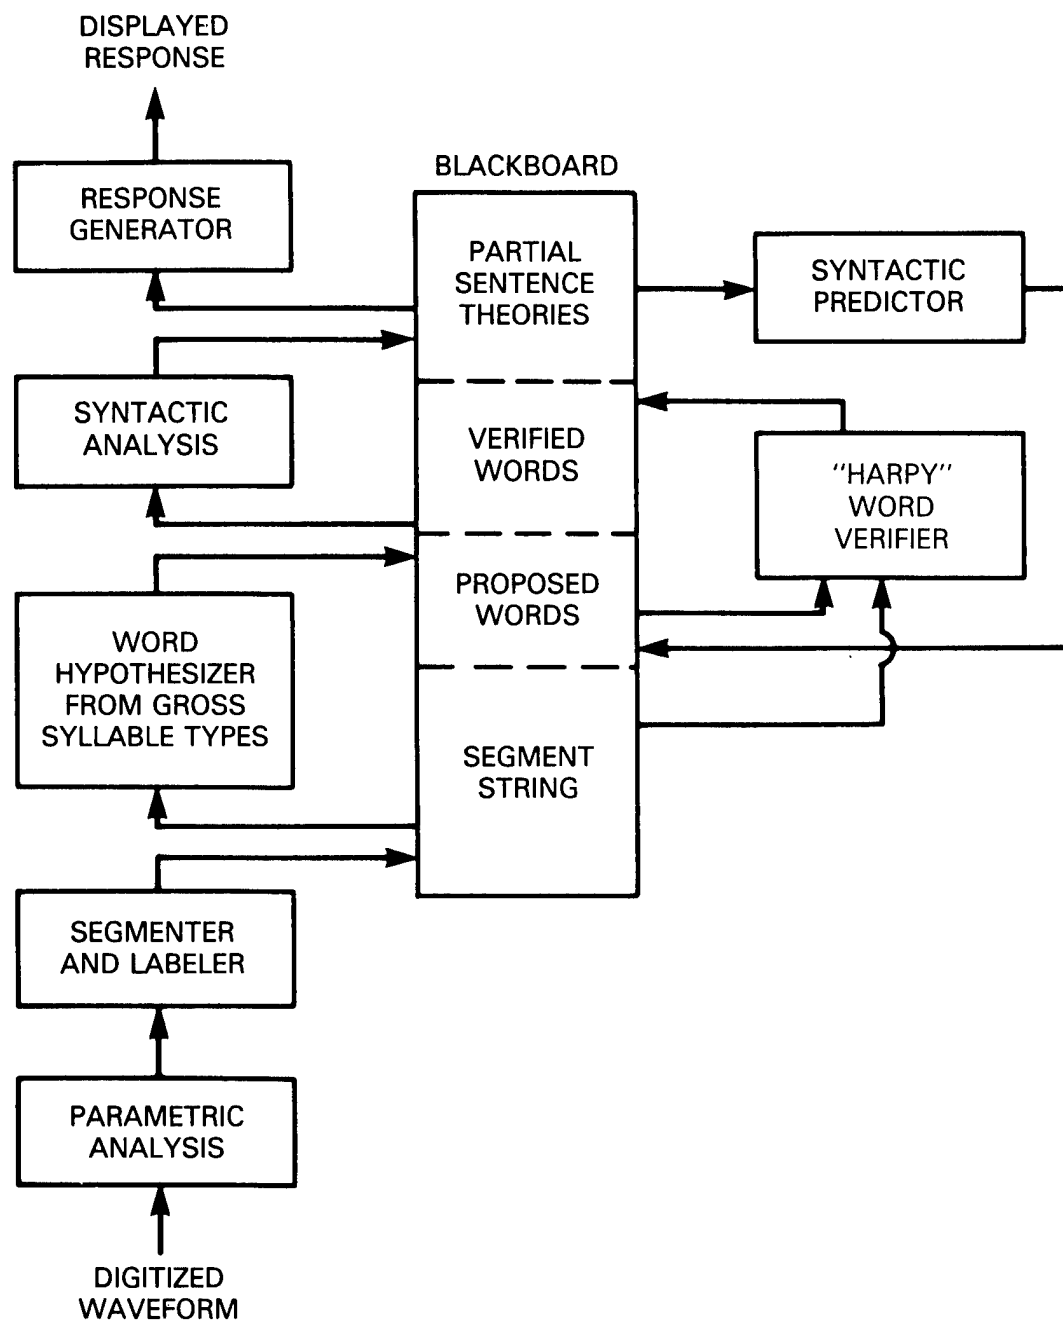 DISPLAYED
RESPONSE
RESPONSE
GENERATOR
BLACKBOARD
PARTIAL
SENTENCE
THEORIES
SYNTACTIC
PREDICTOR
SYNTACTIC
ANALYSIS
VERIFIED
WORDS
"HARPY"
WORD
VERIFIER
WORD
HYPOTHESIZER
FROM GROSS
SYLLABLE TYPES
PROPOSED
WORDS
SEGMENT
STRING
SEGMENTER
AND LABELER
PARAMETRIC
ANALYSIS
DIGITIZED
WAVEFORM